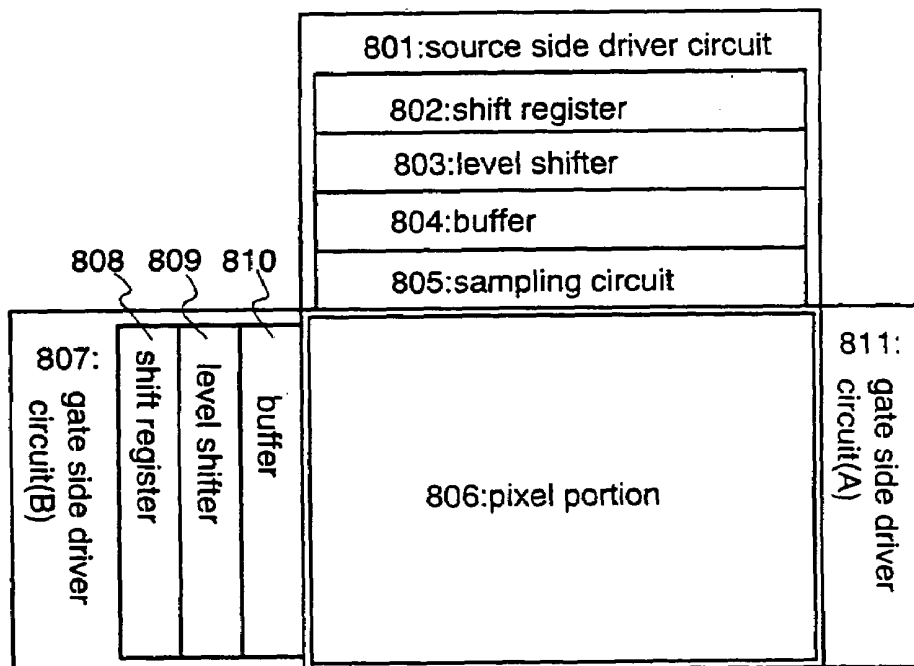 801:source side driver circuit
802:shift register
803:level shifter
804:buffer
805:sampling circuit
808
809
810
807:
gate side driver
circuit(B)
shift register
level shifter
buffer
806:pixel portion
811:
gate side driver
circuit(A)